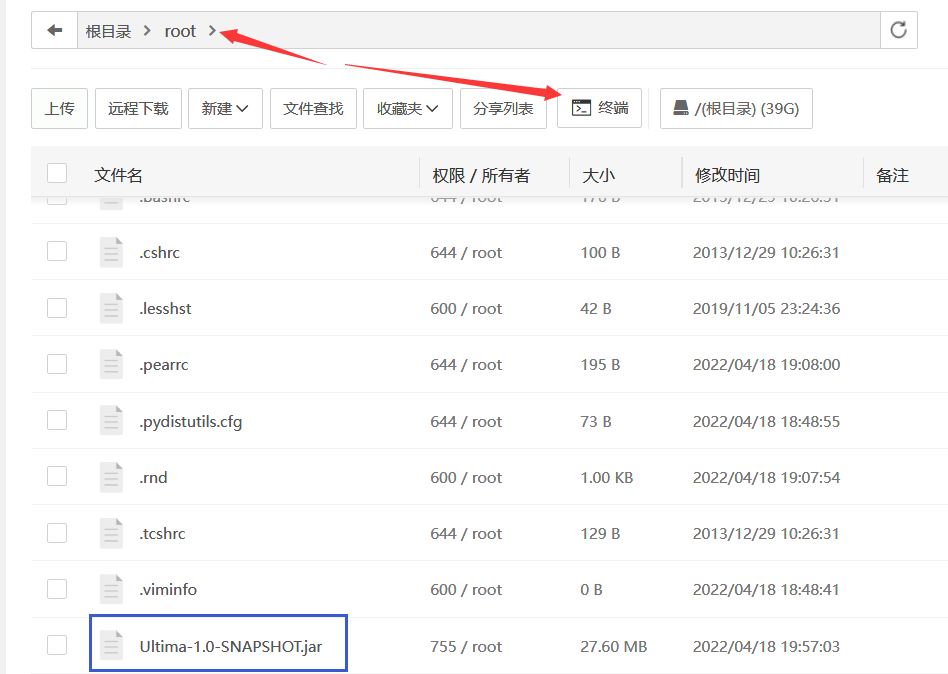 根目录 root
上传 远程下载 新建 文件查找 收藏夹 分享列表 终端 /(根目录) (39G)
文件名 权限 / 所有者 大小 修改时间 备注
.bashrc 644 / root 176 B 2013/12/29 10:26:31
.cshrc 644 / root 100 B 2013/12/29 10:26:31
.lesshst 600 / root 42 B 2019/11/05 23:24:36
.pearrc 644 / root 195 B 2022/04/18 19:08:00
.pydistutils.cfg 644 / root 73 B 2022/04/18 18:48:55
.rnd 600 / root 1.00 KB 2022/04/18 19:07:54
.tcshrc 644 / root 129 B 2013/12/29 10:26:31
.viminfo 600 / root 0 B 2022/04/18 18:48:41
Ultima-1.0-SNAPSHOT.jar 755 / root 27.60 MB 2022/04/18 19:57:03